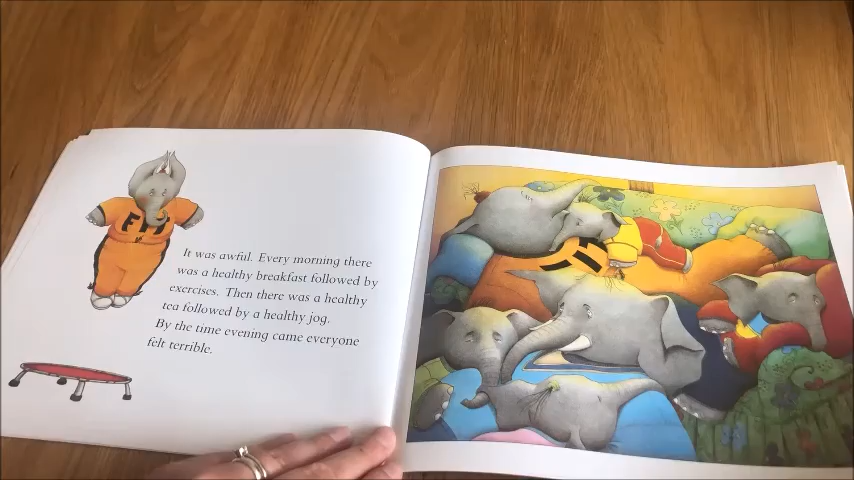 FIT
It was awful. Every morning there
was a healthy breakfast followed by
exercises. Then there was a healthy
tea followed by a healthy jog.
By the time evening came everyone
felt terrible.